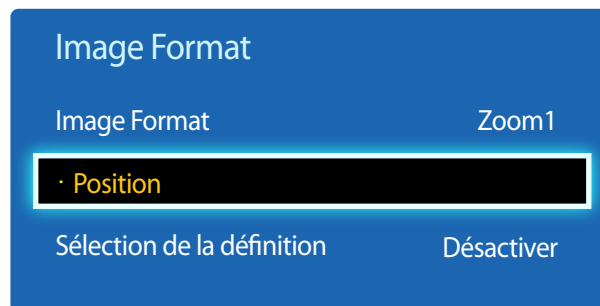 Image Format
Image Format Zoom1
· Position
Sélection de la définition Désactiver